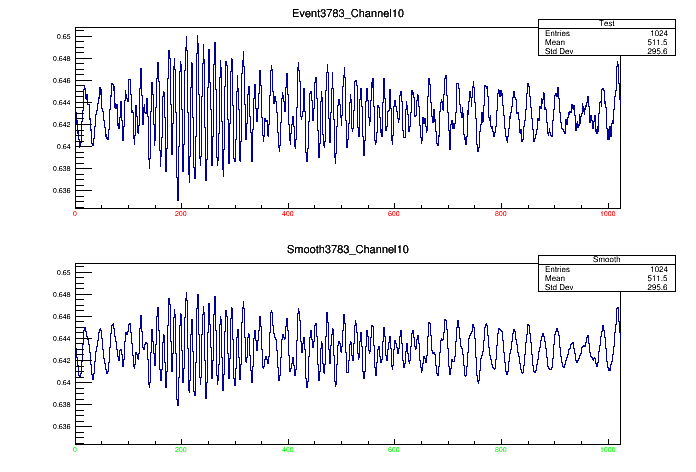 Event3783_Channel10
Test
Entries 1024
Mean 511.5
Std Dev 295.6
0.65
0.648
0.646
0.644
0.642
0.64
0.638
0.636
0 200 400 600 800 1000
Smooth3783_Channel10
Smooth
Entries 1024
Mean 511.5
Std Dev 295.6
0.65
0.648
0.646
0.644
0.642
0.64
0.638
0.636
0 200 400 600 800 1000